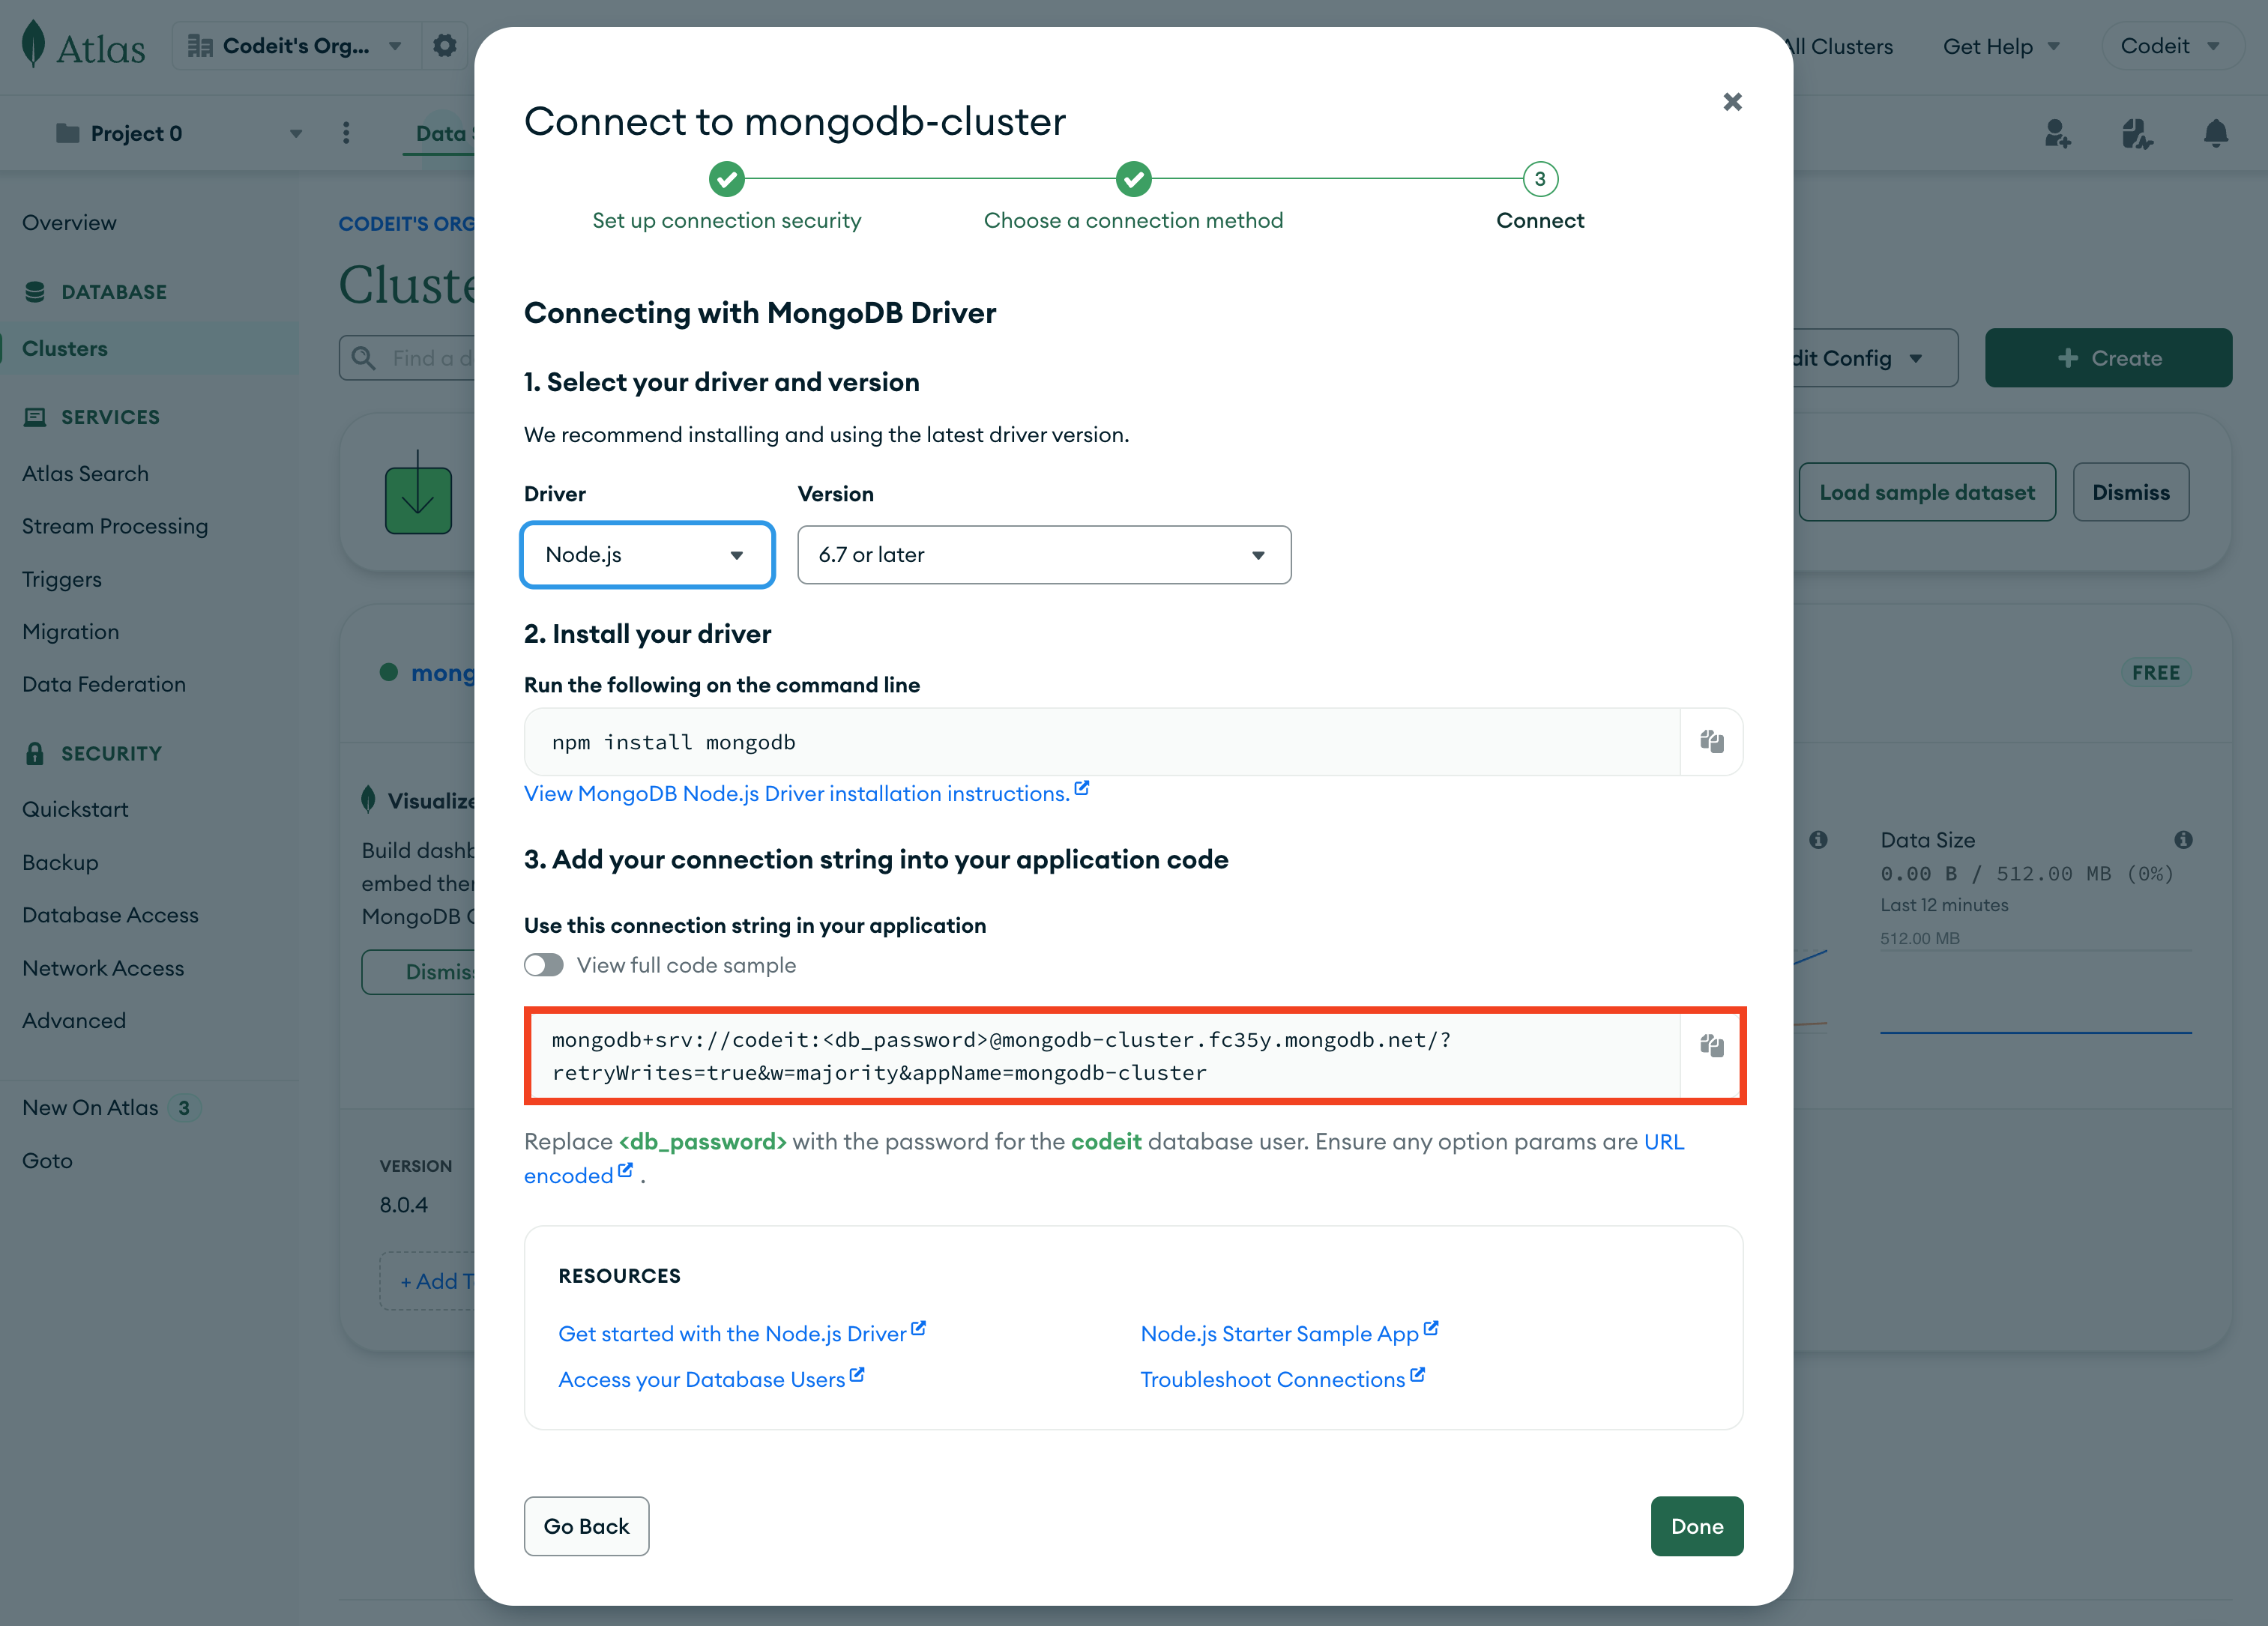 Atlas
Codeit's Org...
All Clusters
Get Help
Codeit
Project 0
Data
Overview
DATABASE
Clusters
SERVICES
Atlas Search
Stream Processing
Triggers
Migration
Data Federation
SECURITY
Quickstart
Backup
Database Access
Network Access
Advanced
New On Atlas 3
Goto
CODEIT'S ORG
Cluste
Find a d
mong
Visualize
Build dashb
embed ther
MongoDB C
Dismiss
VERSION
8.0.4
+ Add T
Connect to mongodb-cluster
Set up connection security
Choose a connection method
3
Connect
Connecting with MongoDB Driver
1. Select your driver and version
We recommend installing and using the latest driver version.
Driver
Version
Node.js
6.7 or later
2. Install your driver
Run the following on the command line
npm install mongodb
View MongoDB Node.js Driver installation instructions.
3. Add your connection string into your application code
Use this connection string in your application
View full code sample
mongodb+srv://codeit:<db_password>@mongodb-cluster.fc35y.mongodb.net/?
retryWrites=true&w=majority&appName=mongodb-cluster
Replace <db_password> with the password for the codeit database user. Ensure any option params are URL
encoded .
RESOURCES
Get started with the Node.js Driver
Node.js Starter Sample App
Access your Database Users
Troubleshoot Connections
Go Back
Done
dit Config
+ Create
Load sample dataset
Dismiss
FREE
Data Size
0.00 B / 512.00 MB (0%)
Last 12 minutes
512.00 MB